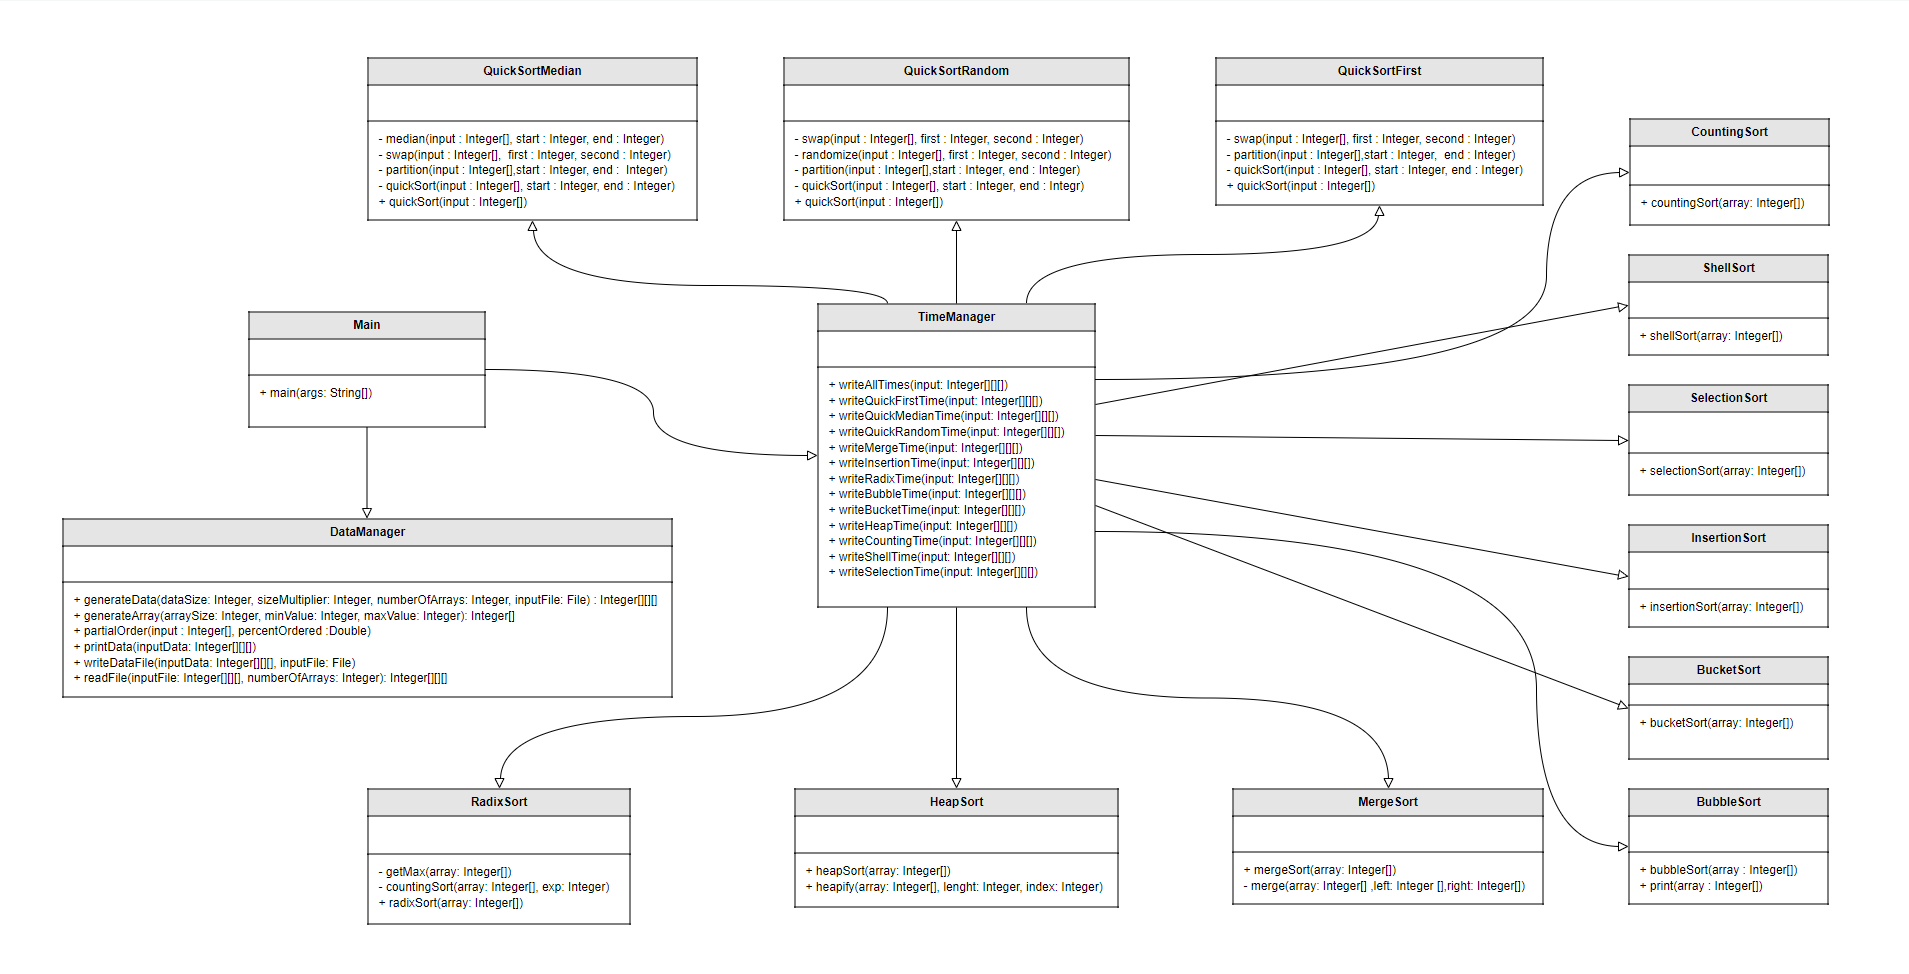 QuickSortMedian
- median(input : Integer[], start : Integer, end : Integer)
- swap(input : Integer[],  first : Integer, second : Integer)
- partition(input : Integer[],start : Integer, end :  Integer)
- quickSort(input : Integer[], start : Integer, end : Integer)
+ quickSort(input : Integer[])
QuickSortRandom
- swap(input : Integer[], first : Integer, second : Integer)
- randomize(input : Integer[], first : Integer, second : Integer)
- partition(input : Integer[],start : Integer, end : Integer)
- quickSort(input : Integer[], start : Integer, end : Integr)
+ quickSort(input : Integer[])
QuickSortFirst
- swap(input : Integer[], first : Integer, second : Integer)
- partition(input : Integer[],start : Integer,  end : Integer)
- quickSort(input : Integer[], start : Integer, end : Integer)
+ quickSort(input : Integer[])
CountingSort
+ countingSort(array: Integer[])
ShellSort
+ shellSort(array: Integer[])
SelectionSort
+ selectionSort(array: Integer[])
InsertionSort
+ insertionSort(array: Integer[])
BucketSort
+ bucketSort(array: Integer[])
BubbleSort
+ bubbleSort(array : Integer[])
+ print(array : Integer[])
Main
+ main(args: String[])
TimeManager
+ writeAllTimes(input: Integer[][][])
+ writeQuickFirstTime(input: Integer[][][])
+ writeQuickMedianTime(input: Integer[][][])
+ writeQuickRandomTime(input: Integer[][][])
+ writeMergeTime(input: Integer[][][])
+ writeInsertionTime(input: Integer[][][])
+ writeRadixTime(input: Integer[][][])
+ writeBubbleTime(input: Integer[][][])
+ writeBucketTime(input: Integer[][][])
+ writeHeapTime(input: Integer[][][])
+ writeCountingTime(input: Integer[][][])
+ writeShellTime(input: Integer[][][])
+ writeSelectionTime(input: Integer[][][])
DataManager
+ generateData(dataSize: Integer, sizeMultiplier: Integer, numberOfArrays: Integer, inputFile: File) : Integer[][][]
+ generateArray(arraySize: Integer, minValue: Integer, maxValue: Integer): Integer[]
+ partialOrder(input : Integer[], percentOrdered :Double)
+ printData(inputData: Integer[][][])
+ writeDataFile(inputData: Integer[][][], inputFile: File)
+ readFile(inputFile: Integer[][][], numberOfArrays: Integer): Integer[][][]
RadixSort
- getMax(array: Integer[])
- countingSort(array: Integer[], exp: Integer)
+ radixSort(array: Integer[])
HeapSort
+ heapSort(array: Integer[])
+ heapify(array: Integer[], lenght: Integer, index: Integer)
MergeSort
+ mergeSort(array: Integer[])
- merge(array: Integer[] ,left: Integer [],right: Integer[])